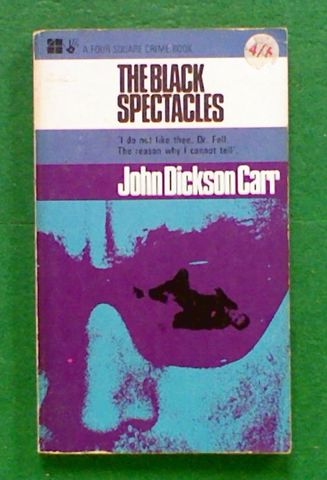 A FOUR SQUARE CRIME BOOK
4/6
THE BLACK
SPECTACLES
'I do not like thee, Dr. Fell.
The reason why I cannot tell'.
John Dickson Carr